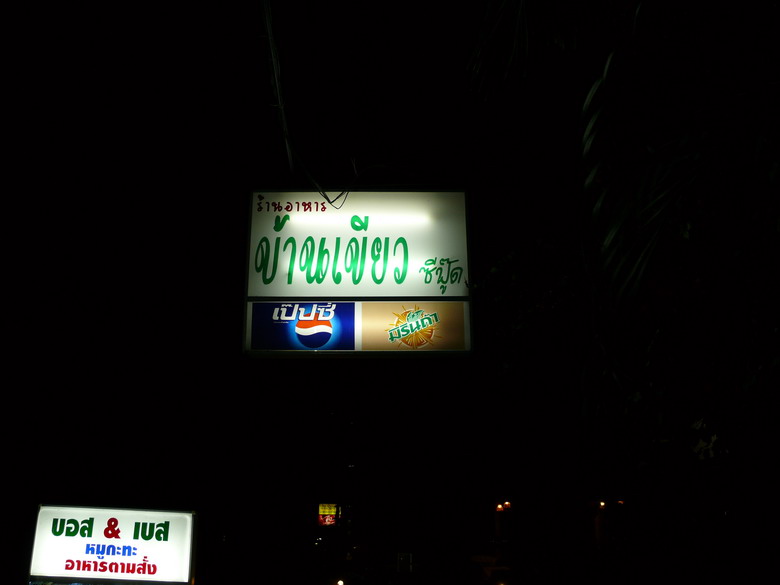 ร้านอาหาร
บ้านเขียว ซีฟู๊ด
เป๊ปซี่
มิรินด้า
บอส & เบส
หมูกะทะ
อาหารตามสั่ง